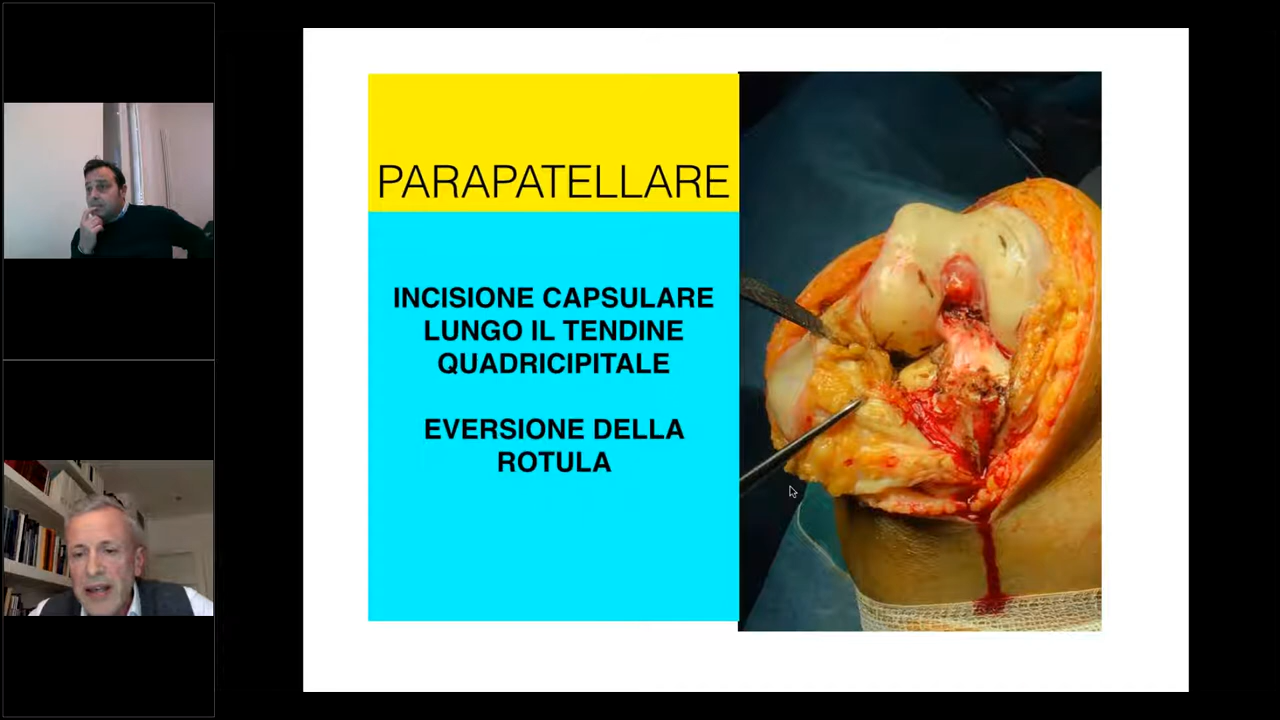 PARAPATELLARE
INCISIONE CAPSULARE
LUNGO IL TENDINE
QUADRICIPITALE
EVERSIONE DELLA
ROTULA